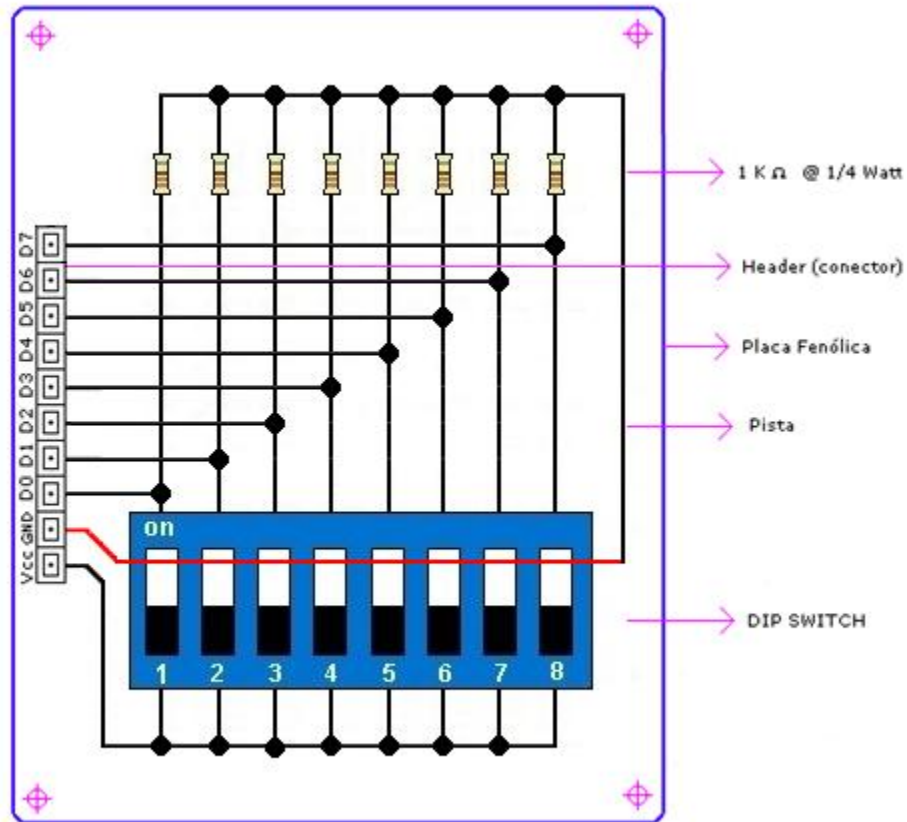 1 K Ω @ 1/4 Watt
D7
Header (conector)
D6
D5
Placa Fenólica
D4
D3
D2
Pista
D1
D0
on
GND
Vcc
DIP SWITCH
1 2 3 4 5 6 7 8